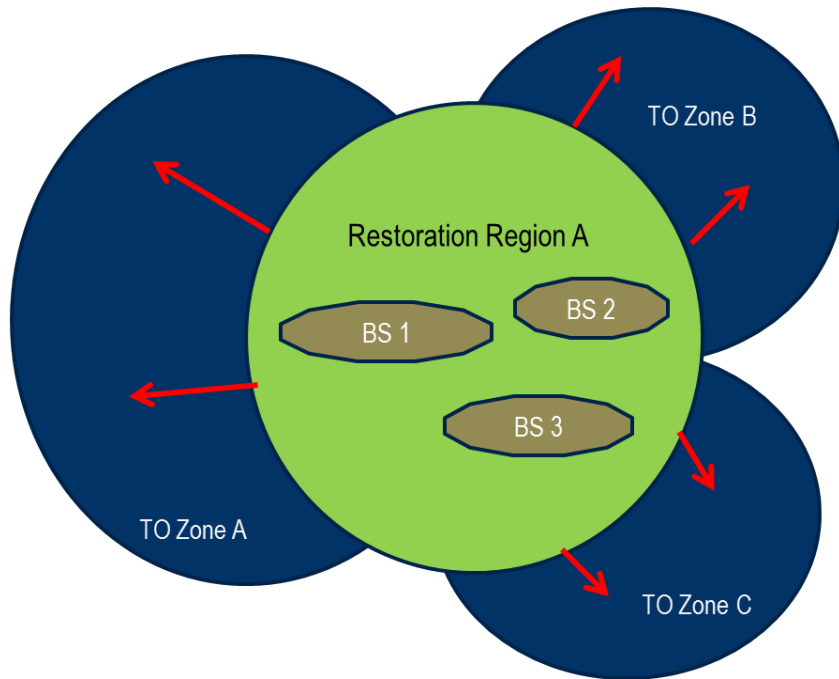 TO Zone B
Restoration Region A
BS 2
BS 1
BS 3
TO Zone A
TO Zone C